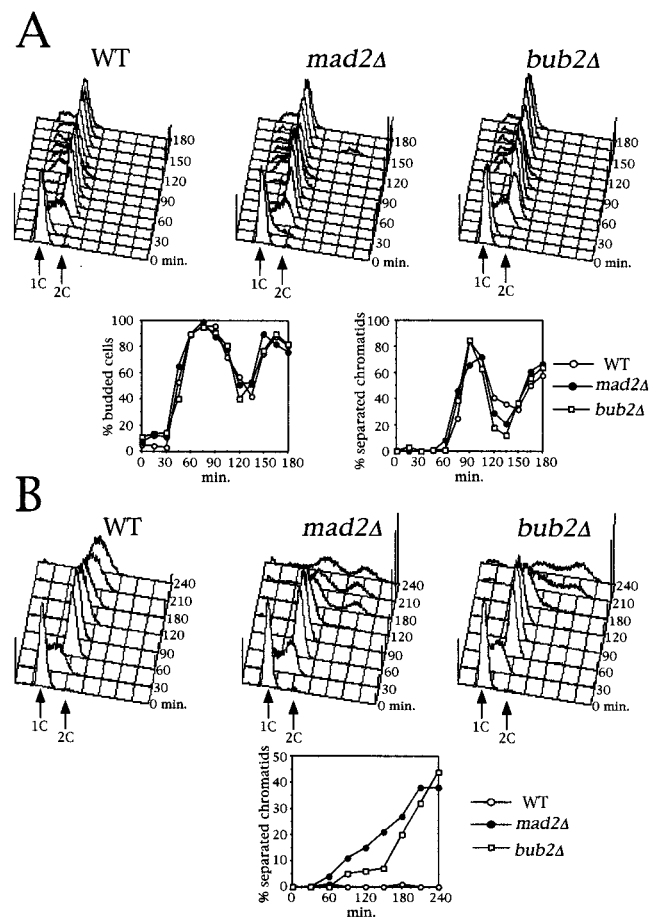 A
WT
mad2Δ
bub2Δ
180
150
120
90
60
30
0 min.
1C
2C
180
150
120
90
60
30
0 min.
1C
2C
180
150
120
90
60
30
0 min.
1C
2C
% budded cells
100
80
60
40
20
0
0 30 60 90 120 150 180
min.
% separated chromatids
100
80
60
40
20
0
0 30 60 90 120 150 180
min.
WT
mad2Δ
bub2Δ
B
WT
mad2Δ
bub2Δ
240
210
180
120
90
60
30
0 min.
1C
2C
240
210
180
120
90
60
30
0 min.
1C
2C
240
210
180
120
90
60
30
0 min.
1C
2C
% separated chromatids
50
40
30
20
10
0
0 60 120 180 240
min.
WT
mad2Δ
bub2Δ